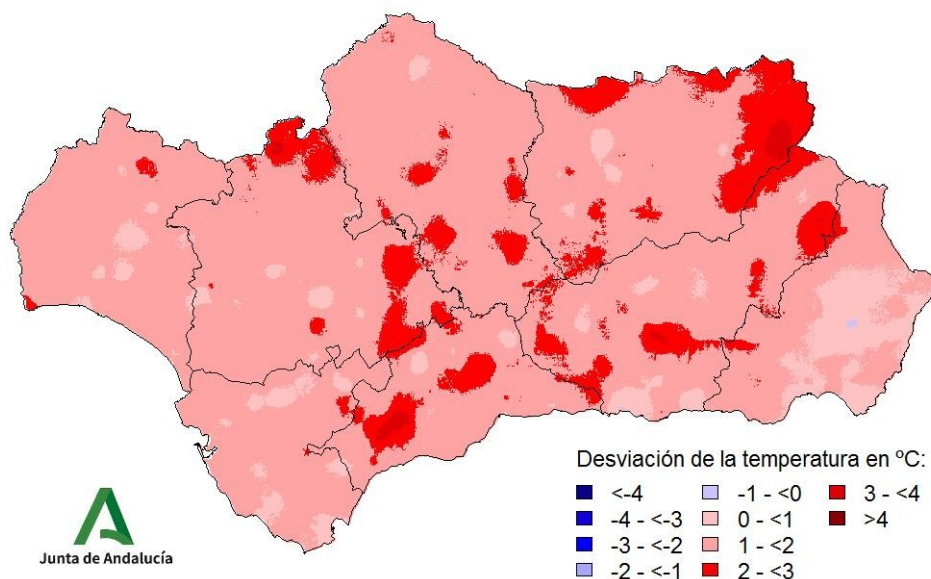 Desviación de la temperatura en ºC:
<-4 -1 - <0 3 - <4
-4 - <-3 0 - <1 >4
-3 - <-2 1 - <2
-2 - <-1 2 - <3
Junta de Andalucía